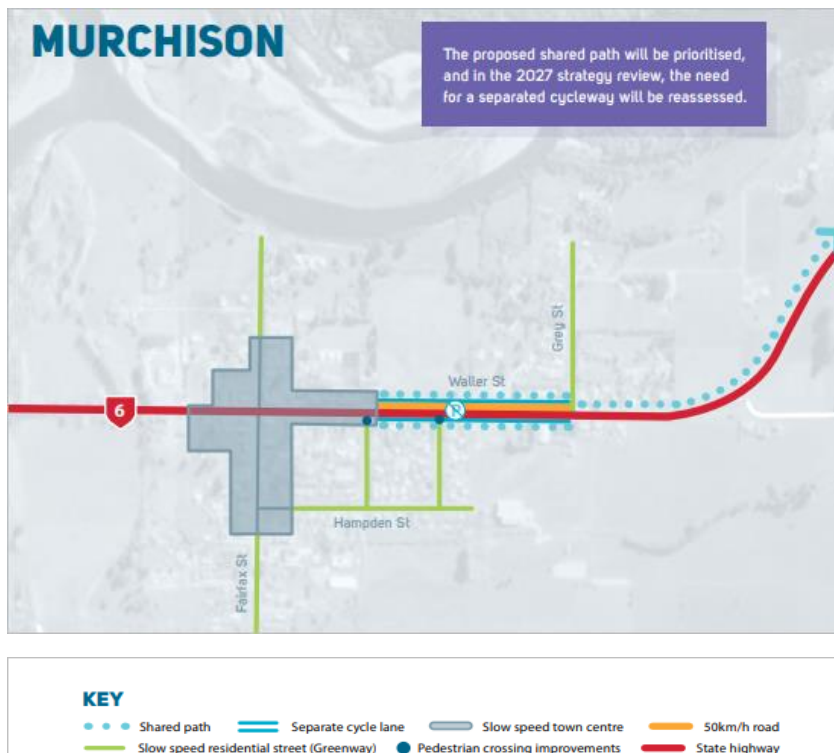 MURCHISON
The proposed shared path will be prioritised,
and in the 2027 strategy review, the need
for a separated cycleway will be reassessed.
Grey St
Waller St
6
P
Hampden St
Fairfax St
KEY
Shared path Separate cycle lane Slow speed town centre 50km/h road
Slow speed residential street (Greenway) Pedestrian crossing improvements State highway